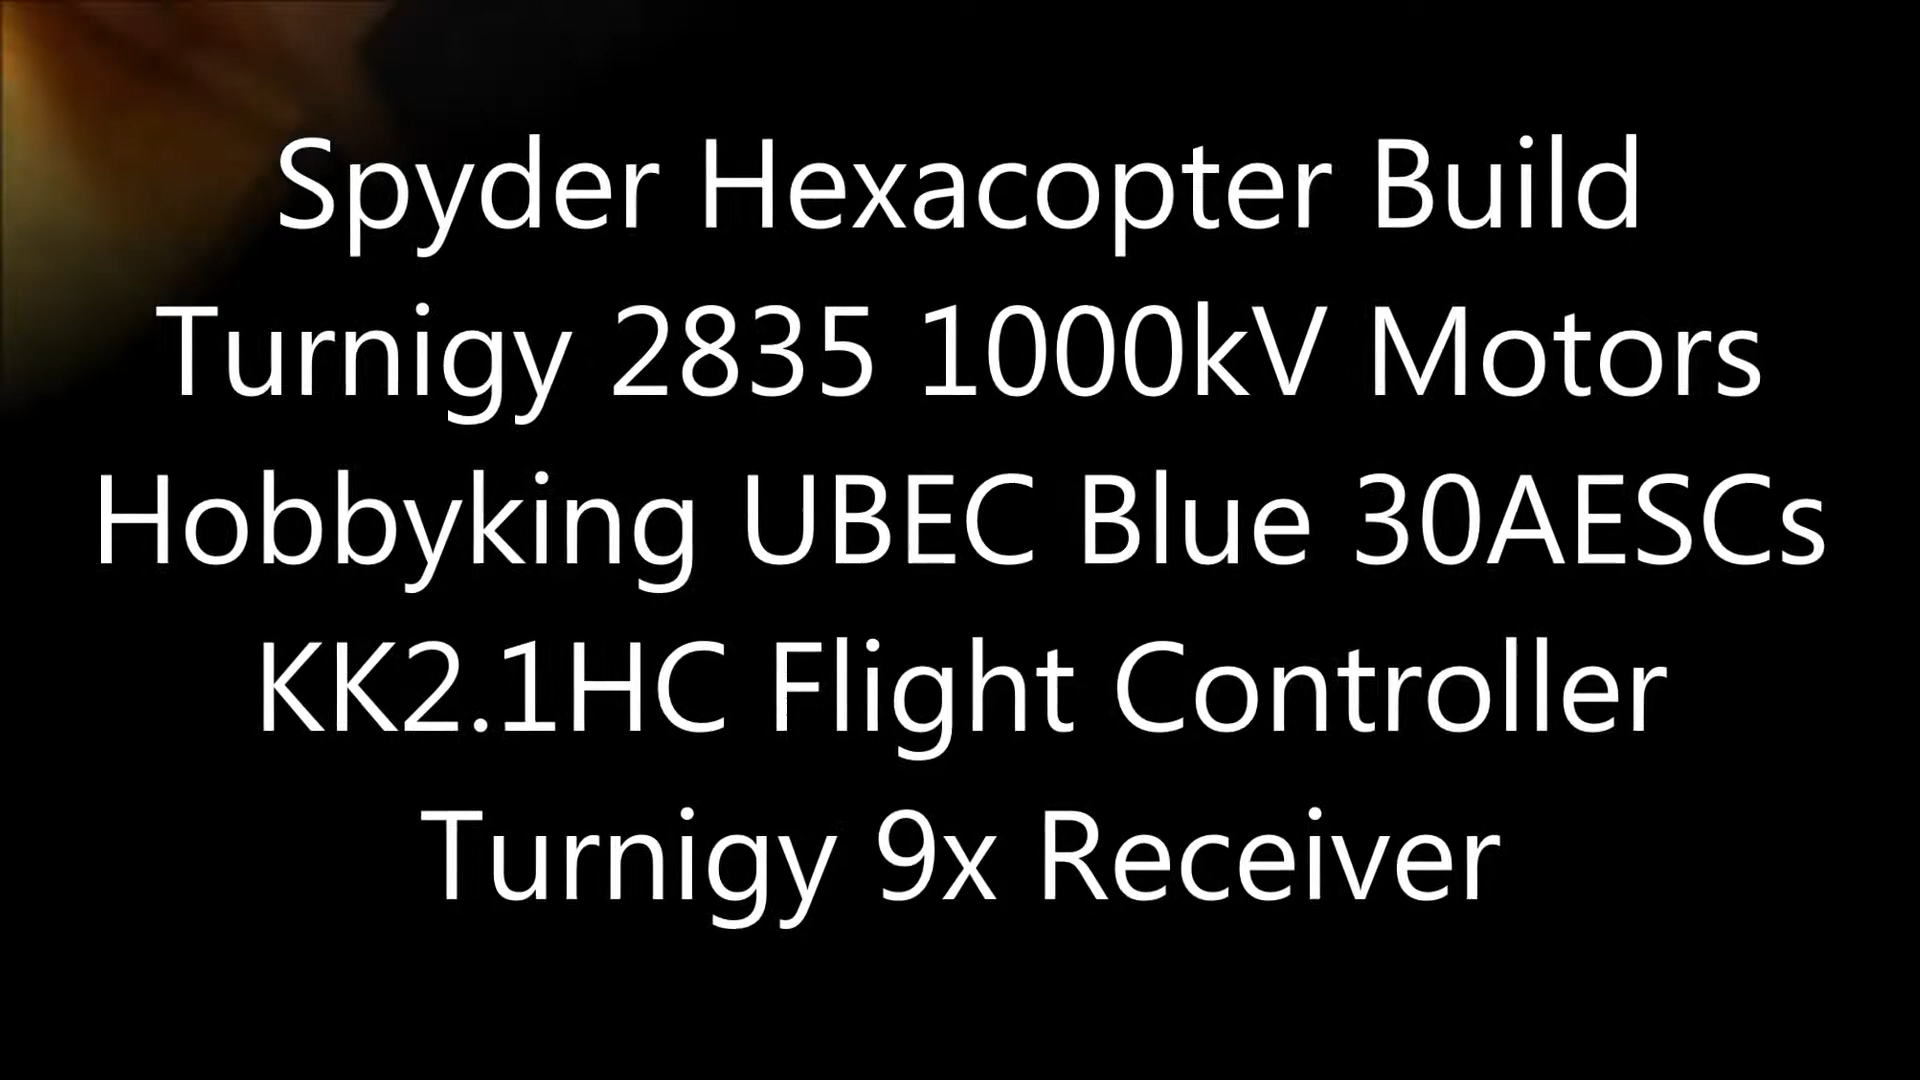 Spyder Hexacopter Build
Turnigy 2835 1000kV Motors
Hobbyking UBEC Blue 30AESCs
KK2.1HC Flight Controller
Turnigy 9x Receiver